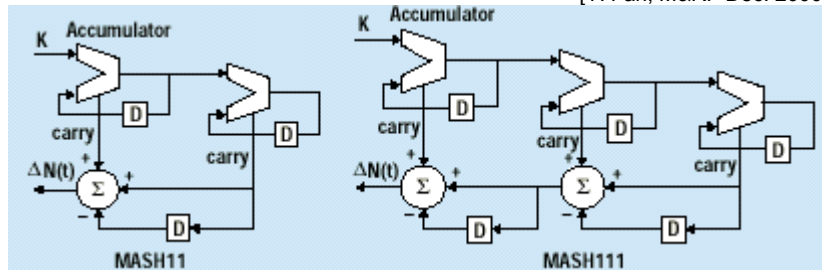 Accumulator
K
D
D
carry
carry
ΔN(t)
+
Σ
+
−
D
MASH11
Accumulator
K
D
D
D
carry
carry
carry
ΔN(t)
+
Σ
+
−
D
+
Σ
+
−
D
MASH111